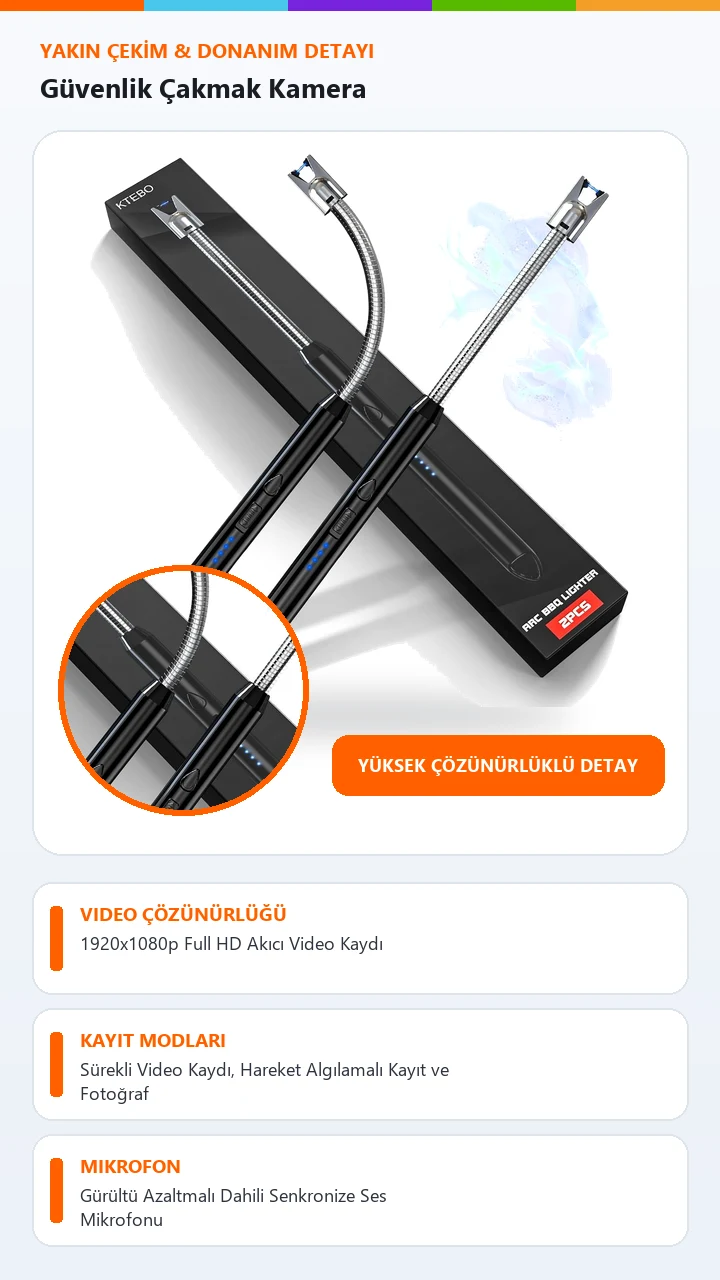 YAKIN ÇEKİM & DONANIM DETAYI
Güvenlik Çakmak Kamera
KTEBO
ARC BBQ LIGHTER
2PCS
YÜKSEK ÇÖZÜNÜRLÜKLÜ DETAY
VIDEO ÇÖZÜNÜRLÜĞÜ
1920x1080p Full HD Akıcı Video Kaydı
KAYIT MODLARI
Sürekli Video Kaydı, Hareket Algılamalı Kayıt ve
Fotoğraf
MIKROFON
Gürültü Azaltmalı Dahili Senkronize Ses
Mikrofonu